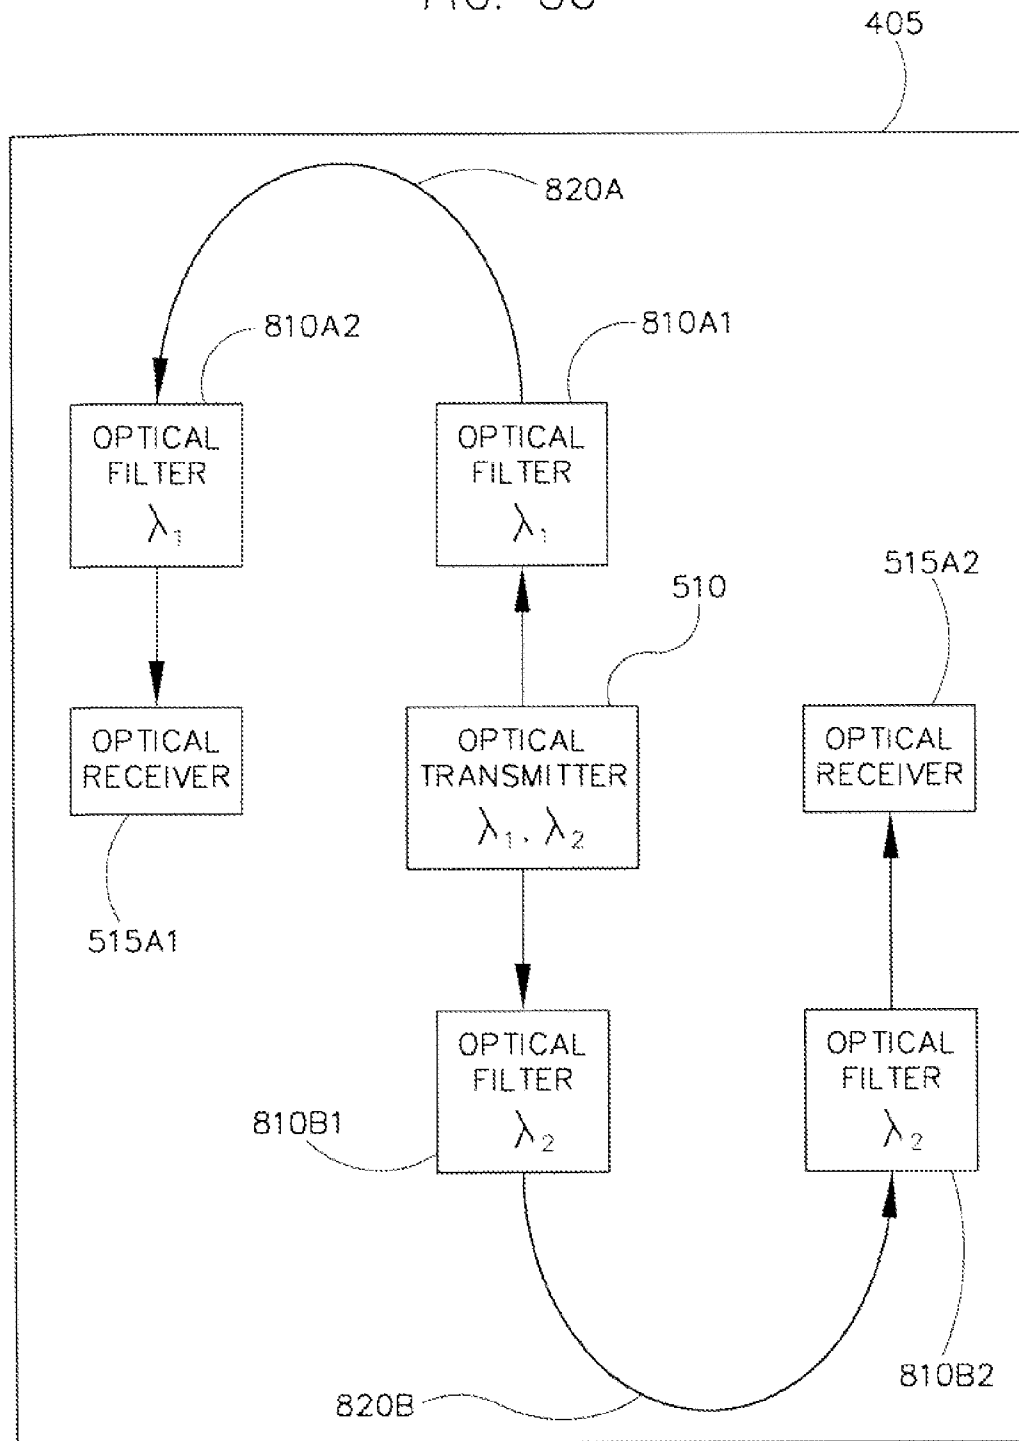 405
820A
810A2
810A1
OPTICAL
FILTER
λ₁
OPTICAL
FILTER
λ₁
515A2
510
OPTICAL
RECEIVER
OPTICAL
TRANSMITTER
λ₁, λ₂
OPTICAL
RECEIVER
515A1
OPTICAL
FILTER
λ₂
OPTICAL
FILTER
λ₂
810B1
810B2
820B